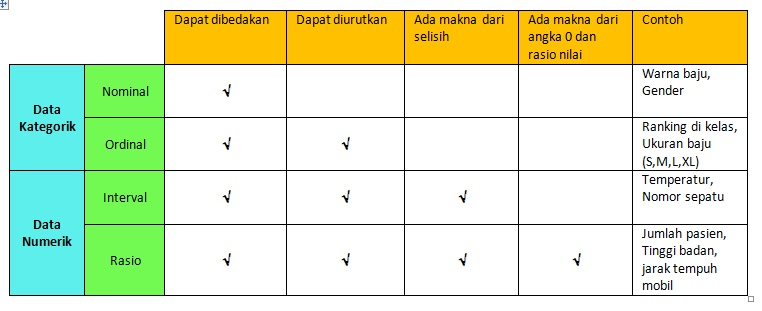 Dapat dibedakan
Dapat diurutkan
Ada makna dari
selisih
Ada makna dari
angka 0 dan
rasio nilai
Contoh
Data
Kategorik
Nominal
√
Warna baju,
Gender
Ordinal
√
√
Ranking di kelas,
Ukuran baju
(S,M,L,XL)
Data
Numerik
Interval
√
√
√
Temperatur,
Nomor sepatu
Rasio
√
√
√
√
Jumlah pasien,
Tinggi badan,
jarak tempuh
mobil